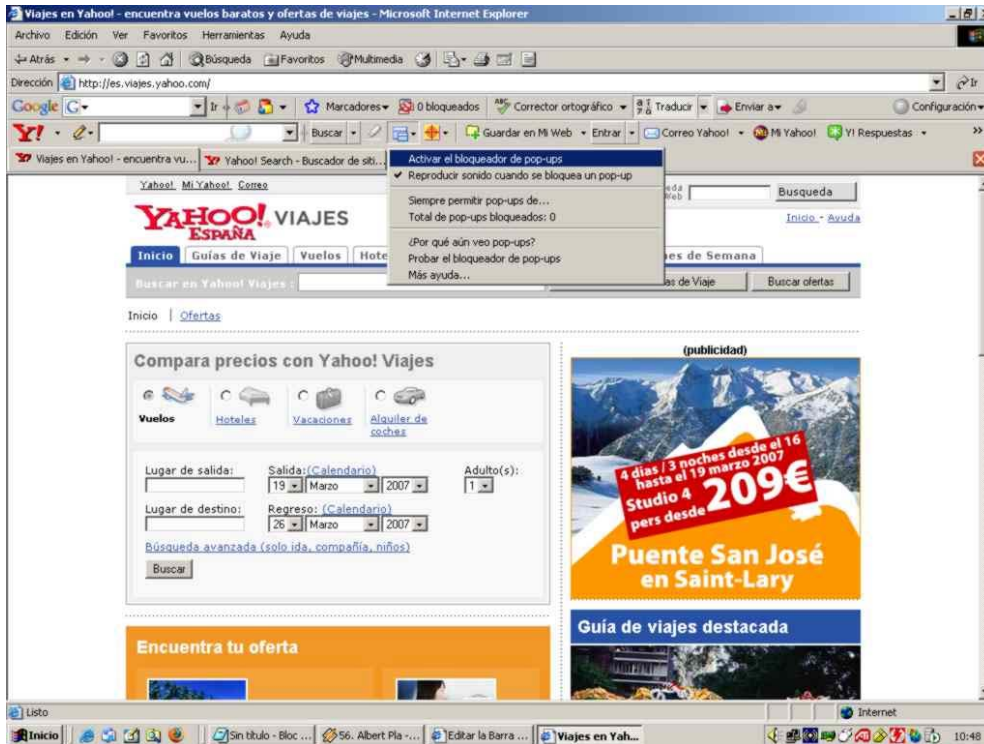 Viajes en Yahoo! - encuentra vuelos baratos y ofertas de viajes - Microsoft Internet Explorer
Archivo Edición Ver Favoritos Herramientas Ayuda
Atrás Búsqueda Favoritos Multimedia
Dirección http://es.viajes.yahoo.com/ Ir
Google G Ir Marcadores 0 bloqueados Corrector ortográfico Traducir Enviar a Configuración
Y! Buscar Guardar en Mi Web Entrar Correo Yahoo! Mi Yahoo! Y! Respuestas »
Viajes en Yahoo! - encuentra vu... Yahoo! Search - Buscador de siti...
Activar el bloqueador de pop-ups
Reproducir sonido cuando se bloquea un pop-up
Siempre permitir pop-ups de...
Total de pop-ups bloqueados: 0
¿Por qué aún veo pop-ups?
Probar el bloqueador de pop-ups
Más ayuda...
Yahoo! Mi Yahoo! Correo
Web Busqueda
YAHOO! VIAJES
ESPAÑA
Inicio - Ayuda
Inicio Guías de Viaje Vuelos Hote es de Semana
Buscar en Yahoo! Viajes : as de Viaje Buscar ofertas
Inicio | Ofertas
Compara precios con Yahoo! Viajes
Vuelos Hoteles Vacaciones Alquiler de coches
Lugar de salida: Salida:(Calendario) Adulto(s):
19 Marzo 2007 1
Lugar de destino: Regreso: (Calendario)
26 Marzo 2007
Búsqueda avanzada (solo ida, compañía, niños)
Buscar
(publicidad)
4 días / 3 noches desde el 16
hasta el 19 marzo 2007
Studio 4
pers desde 209€
Puente San José
en Saint-Lary
Encuentra tu oferta
Guía de viajes destacada
Listo Internet
Inicio Sin título - Bloc ... 56. Albert Pla -... Editar la Barra ... Viajes en Yah... 10:48